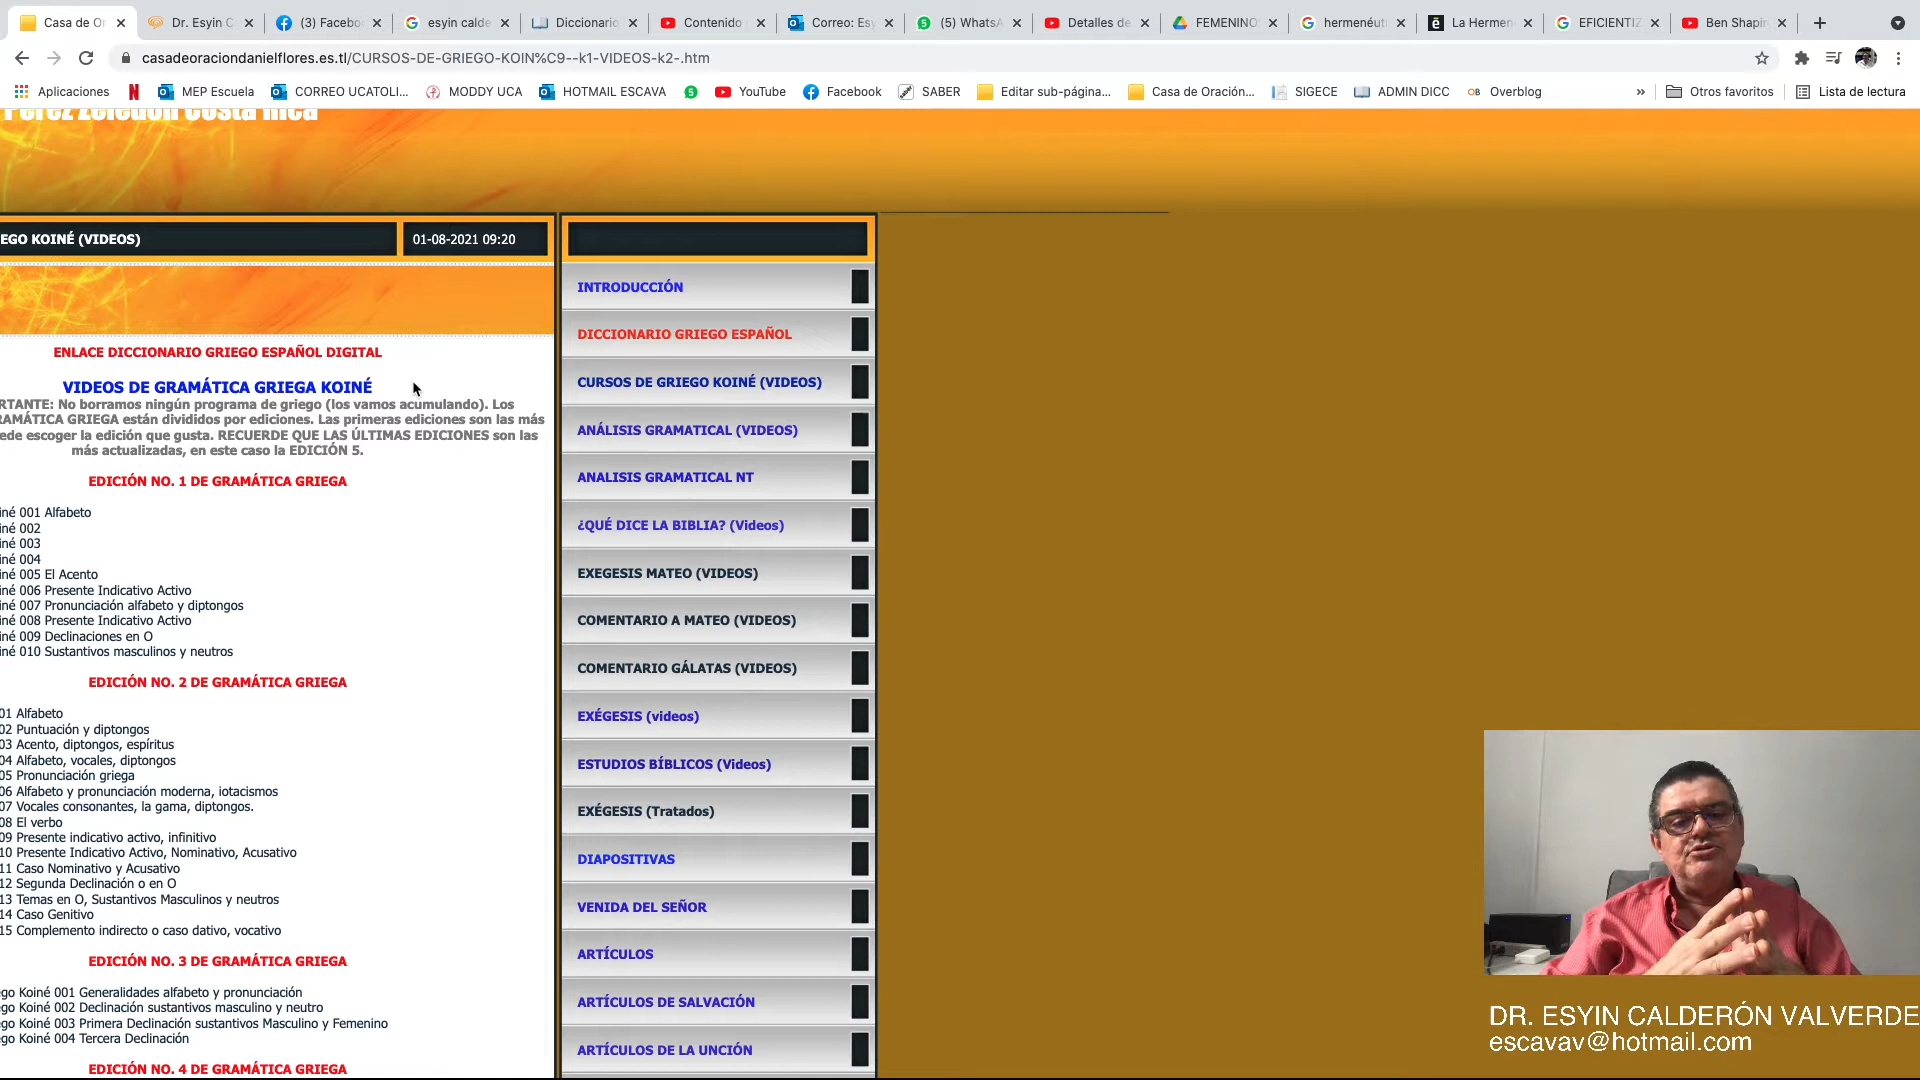 Casa de Or
Dr. Esyin C
(3) Facebo
esyin calde
Diccionario
Contenido
Correo: Esy
(5) WhatsA
Detalles de
FEMENINO
hermenéut
La Hermen
EFICIENTIZ
Ben Shapir
casadeoraciondanielflores.es.tl/CURSOS-DE-GRIEGO-KOIN%C9--k1-VIDEOS-k2-.htm
Aplicaciones
MEP Escuela
CORREO UCATOLI...
MODDY UCA
HOTMAIL ESCAVA
YouTube
Facebook
SABER
Editar sub-página...
Casa de Oración...
SIGECE
ADMIN DICC
OB Overblog
»
Otros favoritos
Lista de lectura
Pérez Zeledón Costa Rica
EGO KOINÉ (VIDEOS)
01-08-2021 09:20
ENLACE DICCIONARIO GRIEGO ESPAÑOL DIGITAL
VIDEOS DE GRAMÁTICA GRIEGA KOINÉ
RTANTE: No borramos ningún programa de griego (los vamos acumulando). Los
RAMÁTICA GRIEGA están divididos por ediciones. Las primeras ediciones son las más
ede escoger la edición que gusta. RECUERDE QUE LAS ÚLTIMAS EDICIONES son las
más actualizadas, en este caso la EDICIÓN 5.
EDICIÓN NO. 1 DE GRAMÁTICA GRIEGA
iné 001 Alfabeto
iné 002
iné 003
iné 004
iné 005 El Acento
iné 006 Presente Indicativo Activo
iné 007 Pronunciación alfabeto y diptongos
iné 008 Presente Indicativo Activo
iné 009 Declinaciones en O
iné 010 Sustantivos masculinos y neutros
EDICIÓN NO. 2 DE GRAMÁTICA GRIEGA
01 Alfabeto
02 Puntuación y diptongos
03 Acento, diptongos, espíritus
04 Alfabeto, vocales, diptongos
05 Pronunciación griega
06 Alfabeto y pronunciación moderna, iotacismos
07 Vocales consonantes, la gama, diptongos.
08 El verbo
09 Presente indicativo activo, infinitivo
10 Presente Indicativo Activo, Nominativo, Acusativo
11 Caso Nominativo y Acusativo
12 Segunda Declinación o en O
13 Temas en O, Sustantivos Masculinos y neutros
14 Caso Genitivo
15 Complemento indirecto o caso dativo, vocativo
EDICIÓN NO. 3 DE GRAMÁTICA GRIEGA
go Koiné 001 Generalidades alfabeto y pronunciación
go Koiné 002 Declinación sustantivos masculino y neutro
go Koiné 003 Primera Declinación sustantivos Masculino y Femenino
go Koiné 004 Tercera Declinación
EDICIÓN NO. 4 DE GRAMÁTICA GRIEGA
INTRODUCCIÓN
DICCIONARIO GRIEGO ESPAÑOL
CURSOS DE GRIEGO KOINÉ (VIDEOS)
ANÁLISIS GRAMATICAL (VIDEOS)
ANALISIS GRAMATICAL NT
¿QUÉ DICE LA BIBLIA? (Videos)
EXEGESIS MATEO (VIDEOS)
COMENTARIO A MATEO (VIDEOS)
COMENTARIO GÁLATAS (VIDEOS)
EXÉGESIS (videos)
ESTUDIOS BÍBLICOS (Videos)
EXÉGESIS (Tratados)
DIAPOSITIVAS
VENIDA DEL SEÑOR
ARTÍCULOS
ARTÍCULOS DE SALVACIÓN
ARTÍCULOS DE LA UNCIÓN
DR. ESYIN CALDERÓN VALVERDE
escavav@hotmail.com